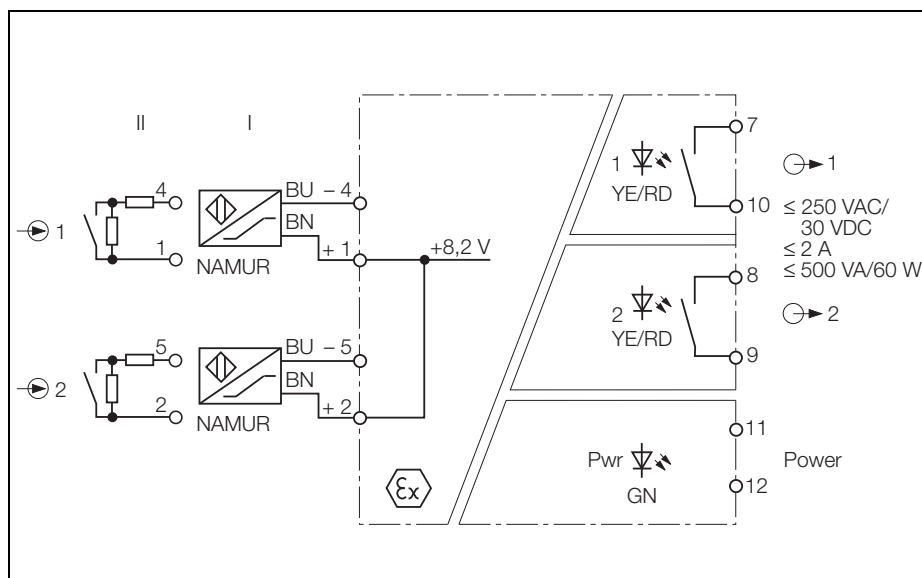 II I
4 BU – 4
1 BN
1 + 1
NAMUR
+8,2 V
5 BU – 5
2 BN
2 + 2
NAMUR
Ex
1
YE/RD
7
1
10
≤ 250 VAC/
30 VDC
≤ 2 A
≤ 500 VA/60 W
8
2
YE/RD
2
9
11
Pwr
GN
Power
12